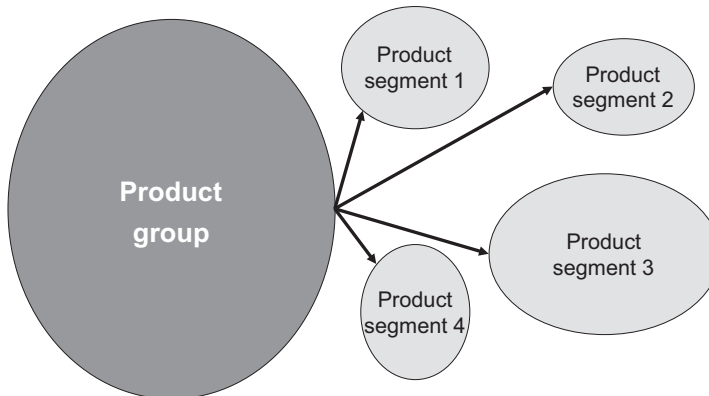 Product
group
Product
segment 1
Product
segment 2
Product
segment 3
Product
segment 4